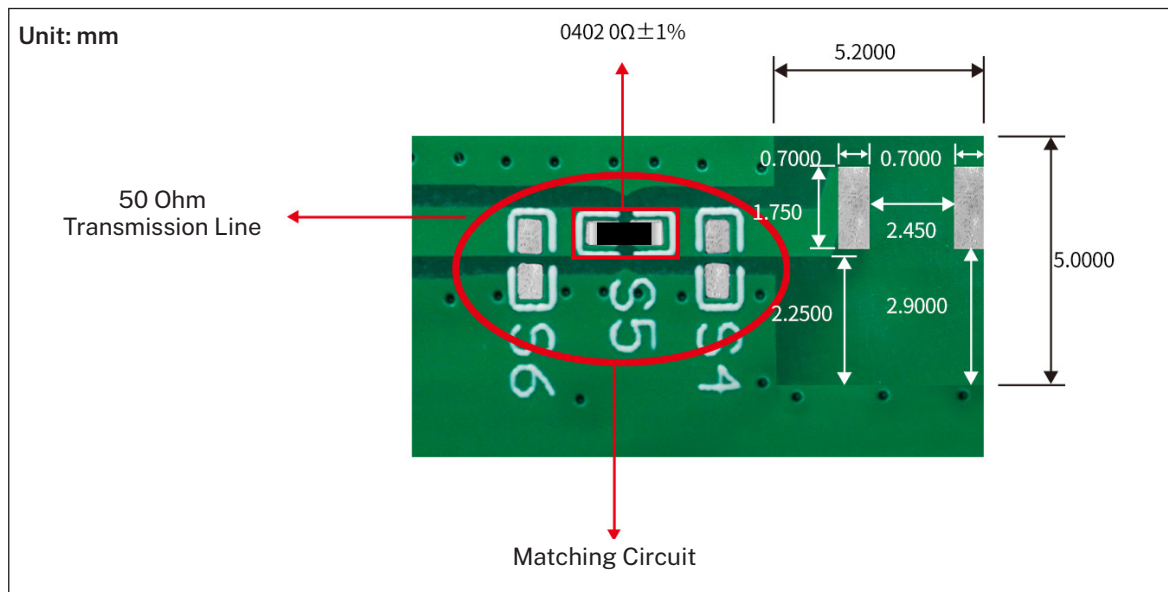 Unit: mm
0402 0Ω±1%
5.2000
0.7000
0.7000
50 Ohm
Transmission Line
1.750
2.450
5.0000
2.2500
2.9000
S6
S5
S4
Matching Circuit